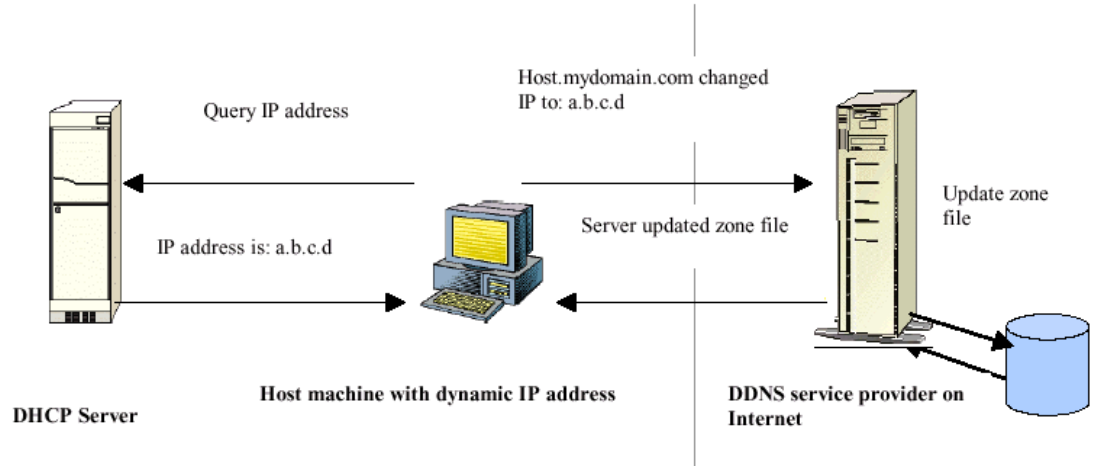 Host.mydomain.com changed
IP to: a.b.c.d
Query IP address
Update zone
file
Server updated zone file
IP address is: a.b.c.d
Host machine with dynamic IP address
DDNS service provider on
Internet
DHCP Server